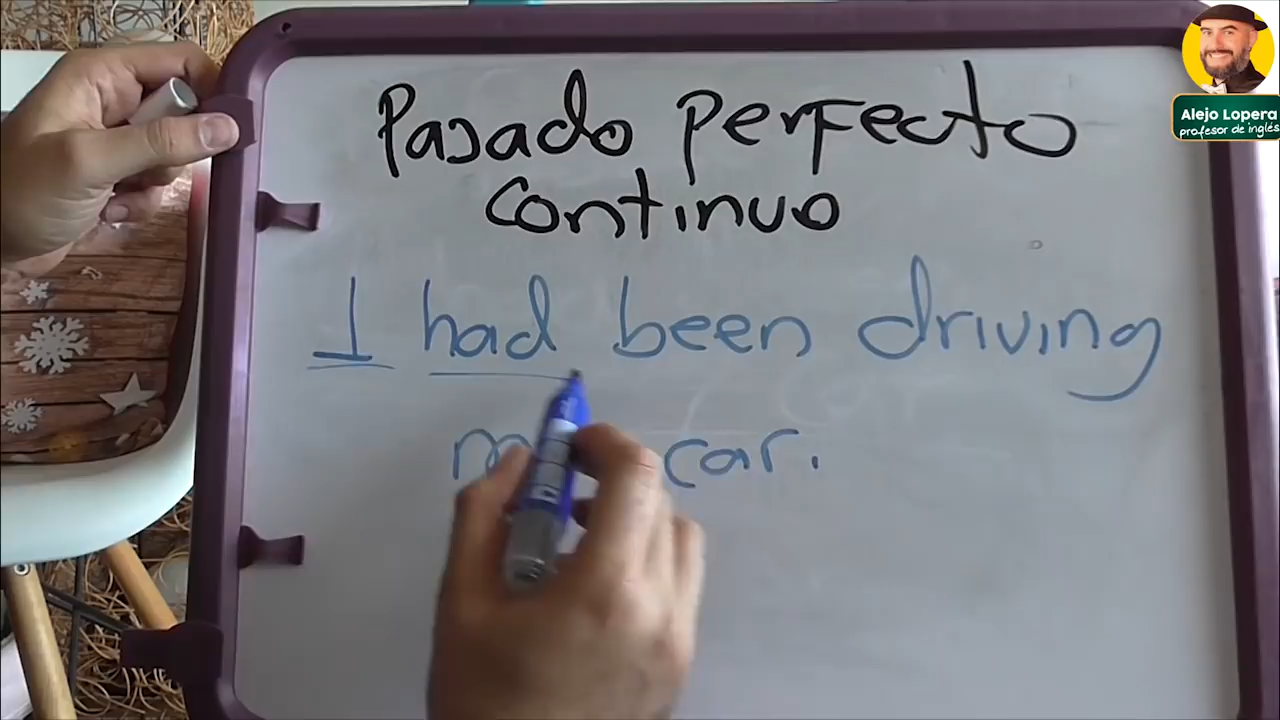 Pasado perfecto
continuo
I had been driving
car.
Alejo Lopera
profesor de inglés